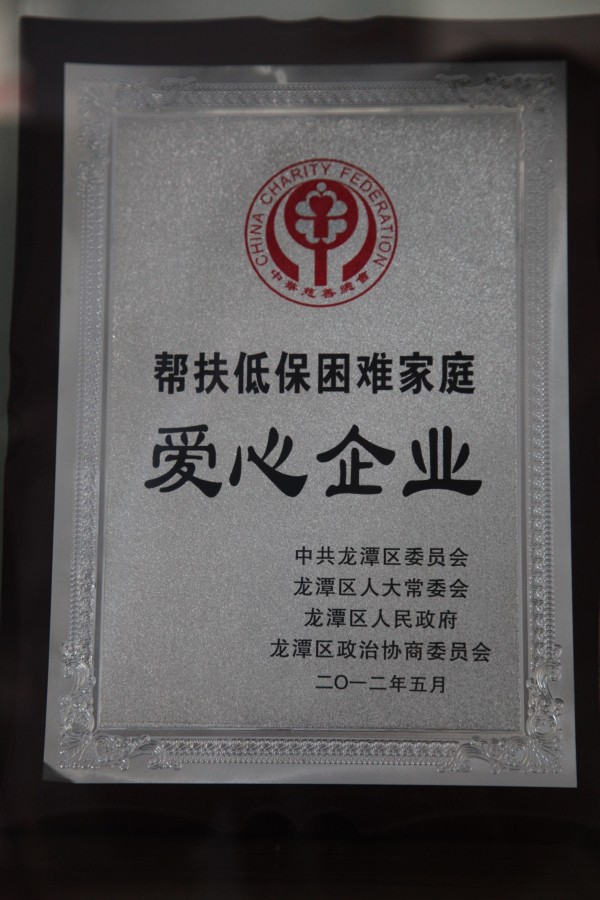 CHINA CHARITY FEDERATION
中華慈善總會
帮扶低保困难家庭
爱心企业
中共龙潭区委员会
龙潭区人大常委会
龙潭区人民政府
龙潭区政治协商委员会
二〇一二年五月